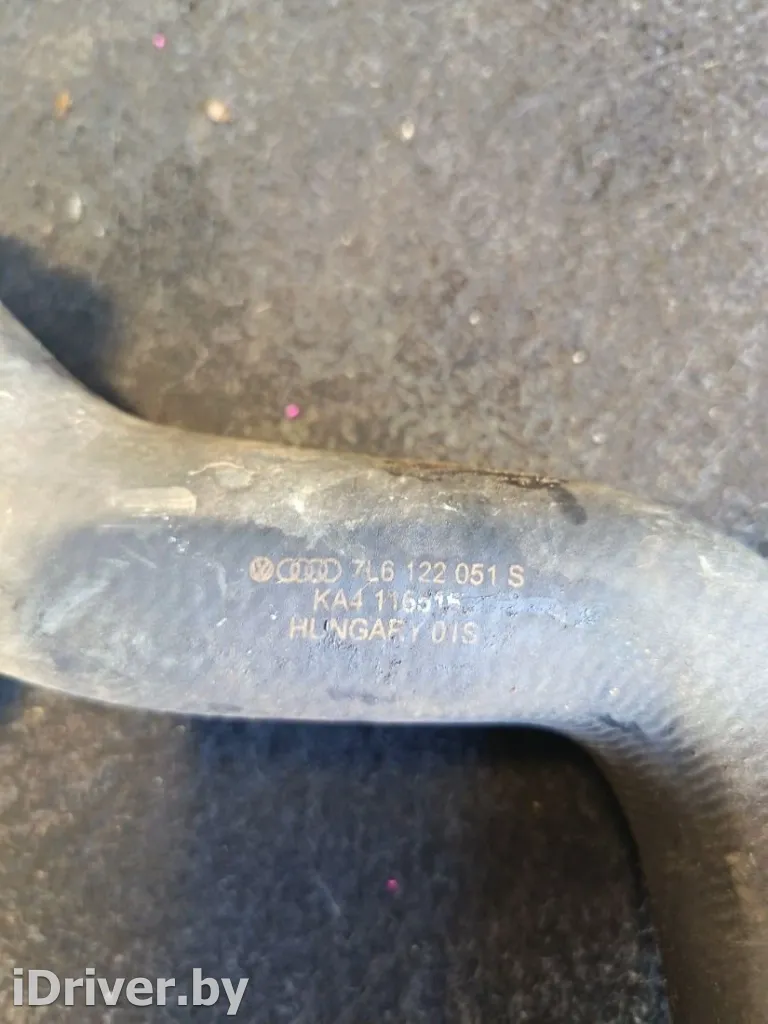 7L6 122 051 S
KA4
HUNGARY 01S
iDriver.by